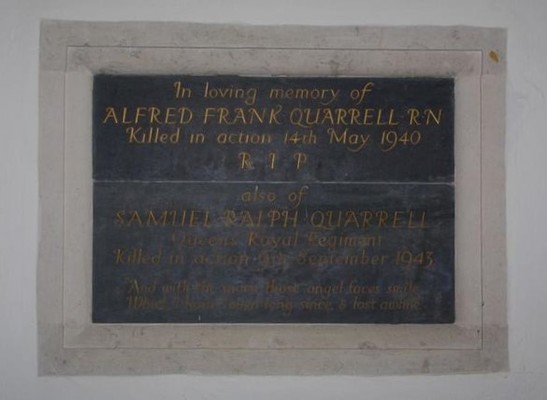 In loving memory of
ALFRED FRANK QUARRELL·RN
Killed in action 14th May 1940
R I P
also of
SAMUEL RALPH QUARRELL
Queens Royal Regiment
Killed in action September 1943
And with the morn those angel faces smile
Which I have loved long since & lost awhile